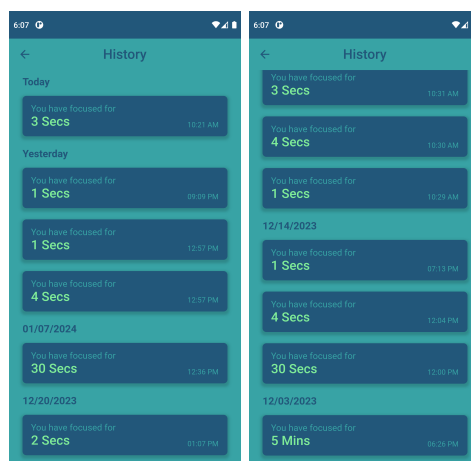 6:07
History
Today
You have focused for
3 Secs
10:21 AM
Yesterday
You have focused for
1 Secs
09:09 PM
You have focused for
1 Secs
12:57 PM
You have focused for
4 Secs
12:57 PM
01/07/2024
You have focused for
30 Secs
12:36 PM
12/20/2023
You have focused for
2 Secs
01:07 PM
6:07
History
You have focused for
3 Secs
10:31 AM
You have focused for
4 Secs
10:30 AM
You have focused for
1 Secs
10:29 AM
12/14/2023
You have focused for
1 Secs
07:13 PM
You have focused for
4 Secs
12:04 PM
You have focused for
30 Secs
12:00 PM
12/03/2023
You have focused for
5 Mins
06:26 PM